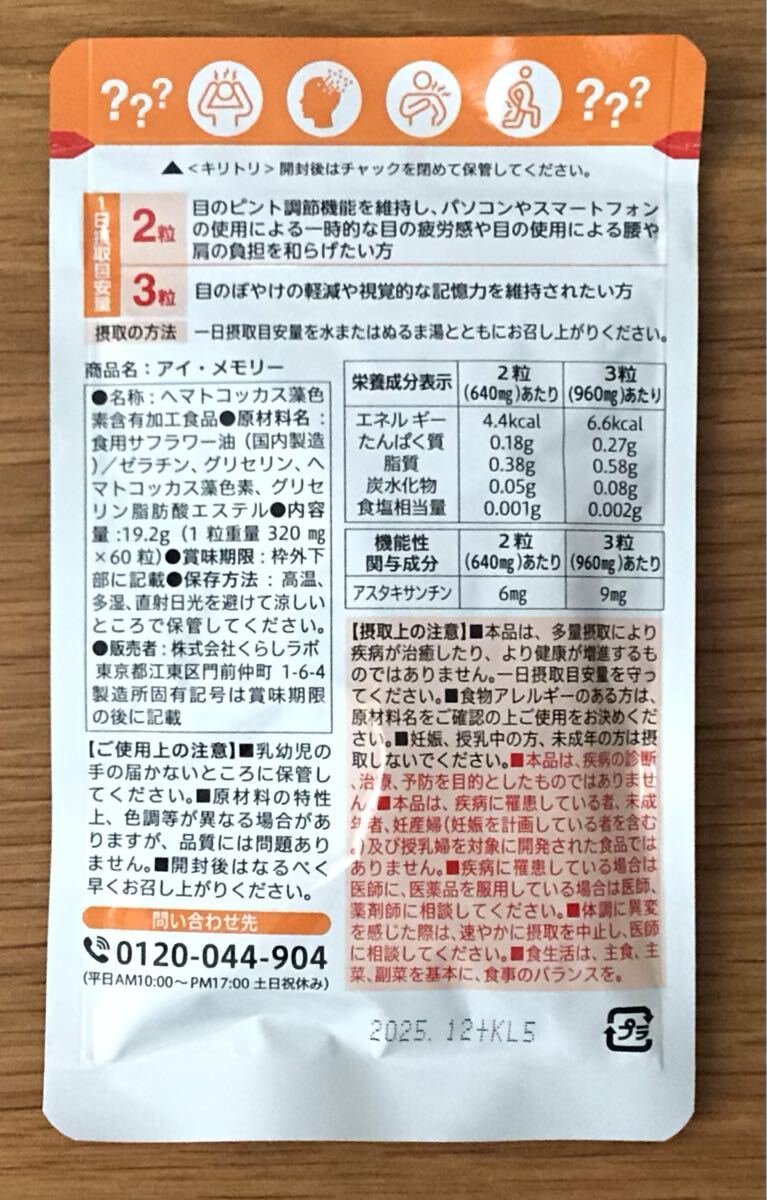 ???
???
▲<キリトリ>開封後はチャックを閉めて保管してください。
1日摂取目安量
2粒
目のピント調節機能を維持し、パソコンやスマートフォン
の使用による一時的な目の疲労感や目の使用による腰や
肩の負担を和らげたい方
3粒
目のぼやけの軽減や視覚的な記憶力を維持されたい方
摂取の方法
一日摂取目安量を水またはぬるま湯とともにお召し上がりください。
商品名:アイ・メモリー
●名称:ヘマトコッカス藻色
素含有加工食品●原材料名:
食用サフラワー油(国内製造
)/ゼラチン、グリセリン、ヘ
マトコッカス藻色素、グリセ
リン脂肪酸エステル●内容
量:19.2g(1粒重量 320 mg
×60粒)●賞味期限:枠外下
部に記載●保存方法:高温、
多湿、直射日光を避けて涼しい
ところで保管してください。
●販売者:株式会社くらしラボ
東京都江東区門前仲町 1-6-4
製造所固有記号は賞味期限
の後に記載
【ご使用上の注意】■乳幼児の
手の届かないところに保管し
てください。■原材料の特性
上、色調等が異なる場合があ
りますが、品質には問題あり
ません。■開封後はなるべく
早くお召し上がりください。
問い合わせ先
0120-044-904
(平日AM10:00~PM17:00 土日祝休み)
栄養成分表示 2粒(640mg)あたり 3粒(960mg)あたり
エネルギー 4.4kcal 6.6kcal
たんぱく質 0.18g 0.27g
脂質 0.38g 0.58g
炭水化物 0.05g 0.08g
食塩相当量 0.001g 0.002g
機能性関与成分 2粒(640mg)あたり 3粒(960mg)あたり
アスタキサンチン 6mg 9mg
【摂取上の注意】■本品は、多量摂取により
疾病が治癒したり、より健康が増進するも
のではありません。一日摂取目安量を守っ
てください。■食物アレルギーのある方は、
原材料名をご確認の上ご使用をお決めくだ
さい。■妊娠、授乳中の方、未成年の方は摂
取しないでください。■本品は、疾病の診断
、治療、予防を目的としたものではありませ
ん。■本品は、疾病に罹患している者、未成
年者、妊産婦(妊娠を計画している者を含む
。)及び授乳婦を対象に開発された食品では
ありません。■疾病に罹患している場合は
医師に、医薬品を服用している場合は医師、
薬剤師に相談してください。■体調に異変
を感じた際は、速やかに摂取を中止し、医師
に相談してください。■食生活は、主食、主
菜、副菜を基本に、食事のバランスを。
2025.12+KL5
プラ